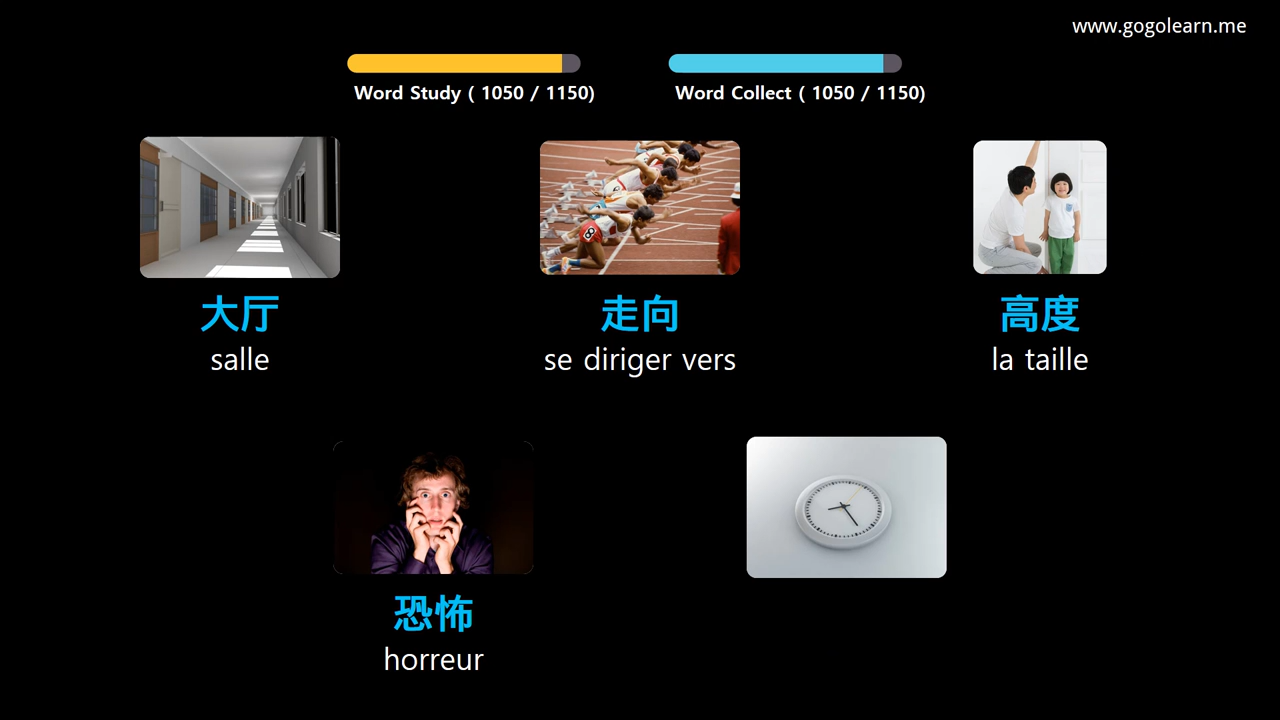 www.gogolearn.me
Word Study ( 1050 / 1150)
Word Collect ( 1050 / 1150)
大厅
salle
走向
se diriger vers
高度
la taille
恐怖
horreur